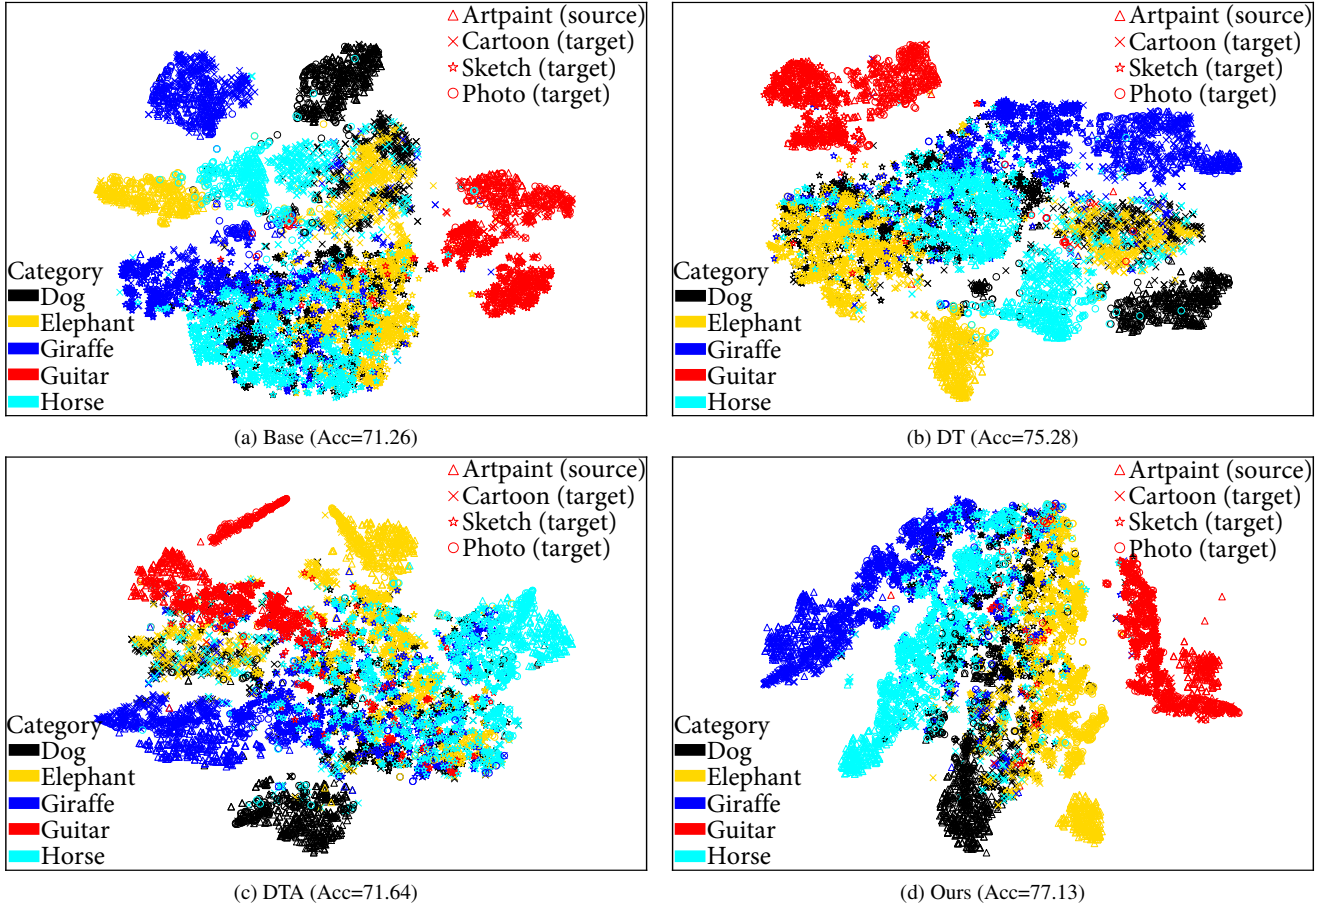 Artpaint (source)
Cartoon (target)
Sketch (target)
Photo (target)
Category
Dog
Elephant
Giraffe
Guitar
Horse
(a) Base (Acc=71.26)
Artpaint (source)
Cartoon (target)
Sketch (target)
Photo (target)
Category
Dog
Elephant
Giraffe
Guitar
Horse
(b) DT (Acc=75.28)
Artpaint (source)
Cartoon (target)
Sketch (target)
Photo (target)
Category
Dog
Elephant
Giraffe
Guitar
Horse
(c) DTA (Acc=71.64)
Artpaint (source)
Cartoon (target)
Sketch (target)
Photo (target)
Category
Dog
Elephant
Giraffe
Guitar
Horse
(d) Ours (Acc=77.13)